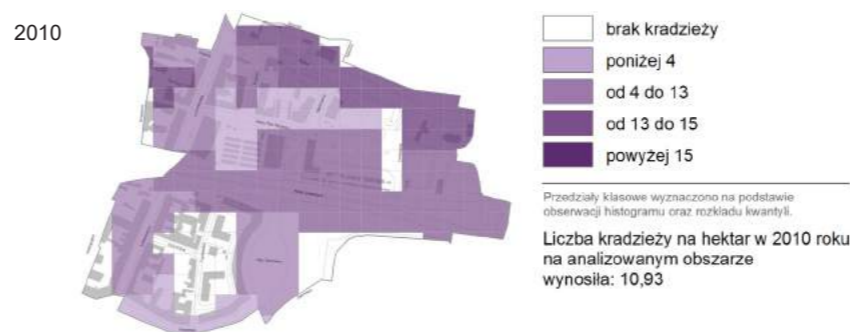 2010
brak kradzieży
poniżej 4
od 4 do 13
od 13 do 15
powyżej 15
Przedziały klasowe wyznaczono na podstawie
obserwacji histogramu oraz rozkładu kwantyli.
Liczba kradzieży na hektar w 2010 roku
na analizowanym obszarze
wynosiła: 10,93